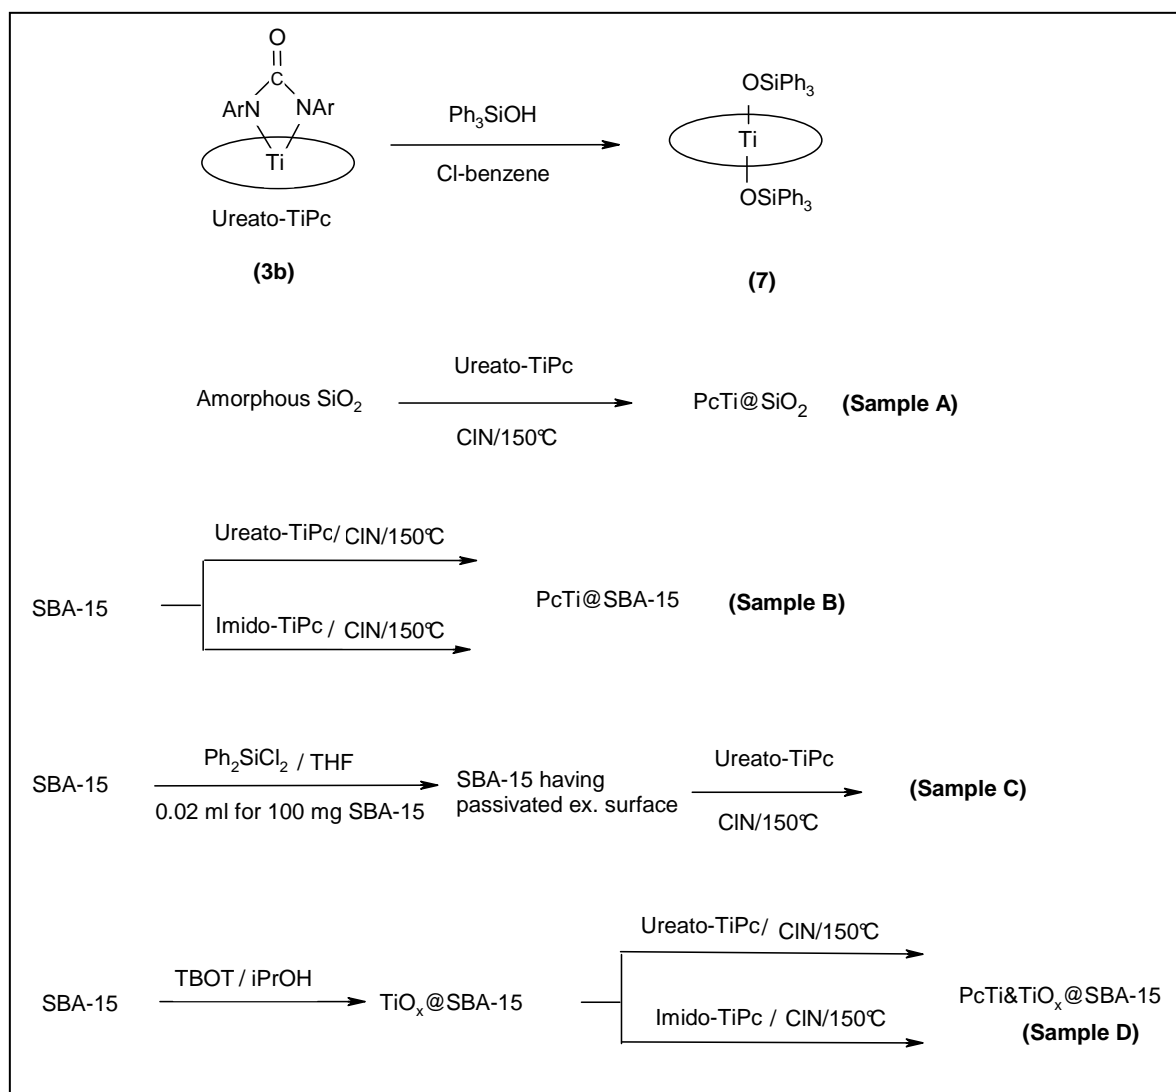 O
C
ArN NAr
Ti
Ureato-TiPc
(3b)
Ph₃SiOH
Cl-benzene
OSiPh₃
Ti
OSiPh₃
(7)
Amorphous SiO₂
Ureato-TiPc
ClN/150°C
PcTi@SiO₂ (Sample A)
SBA-15
Ureato-TiPc/ ClN/150°C
Imido-TiPc / ClN/150°C
PcTi@SBA-15 (Sample B)
SBA-15
Ph₂SiCl₂ / THF
0.02 ml for 100 mg SBA-15
SBA-15 having
passivated ex. surface
Ureato-TiPc
ClN/150°C
(Sample C)
SBA-15
TBOT / iPrOH
TiOₓ@SBA-15
Ureato-TiPc/ ClN/150°C
Imido-TiPc / ClN/150°C
PcTi&TiOₓ@SBA-15
(Sample D)